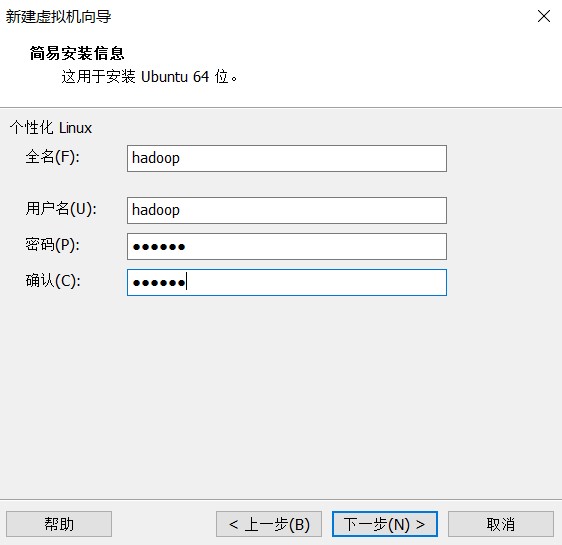 新建虚拟机向导
简易安装信息
这用于安装 Ubuntu 64 位。
个性化 Linux
全名(F): hadoop
用户名(U): hadoop
密码(P): ●●●●●●
确认(C): ●●●●●●
帮助 < 上一步(B) 下一步(N) > 取消